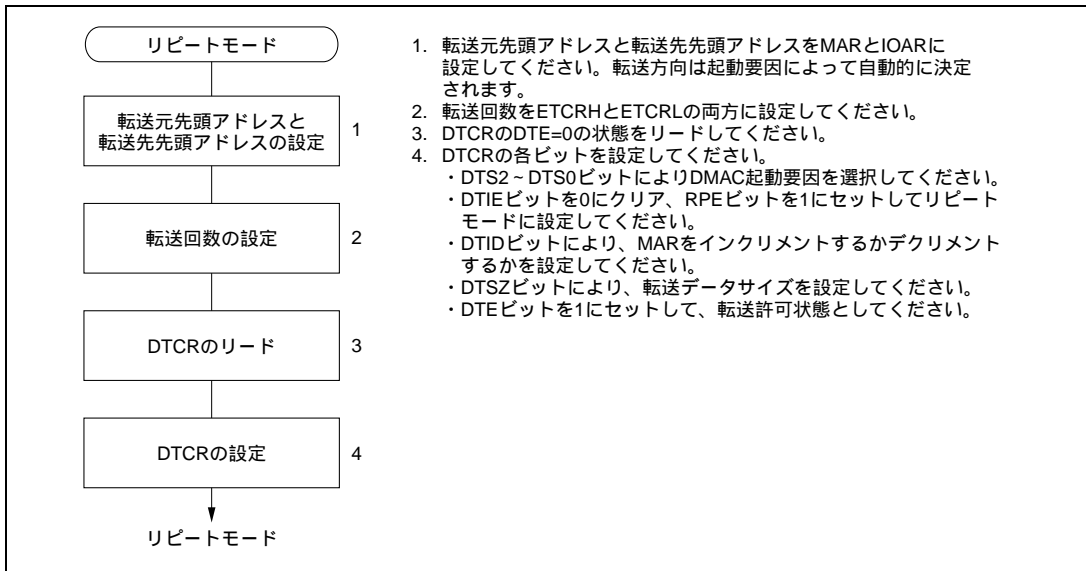 リピートモード
転送元先頭アドレスと
転送先先頭アドレスの設定
1
転送回数の設定
2
DTCRのリード
3
DTCRの設定
4
リピートモード
1. 転送元先頭アドレスと転送先先頭アドレスをMARとIOARに
設定してください。転送方向は起動要因によって自動的に決定
されます。
2. 転送回数をETCRHとETCRLの両方に設定してください。
3. DTCRのDTE=0の状態をリードしてください。
4. DTCRの各ビットを設定してください。
・DTS2～DTS0ビットによりDMAC起動要因を選択してください。
・DTIEビットを0にクリア、RPEビットを1にセットしてリピート
モードに設定してください。
・DTIDビットにより、MARをインクリメントするかデクリメント
するかを設定してください。
・DTSZビットにより、転送データサイズを設定してください。
・DTEビットを1にセットして、転送許可状態としてください。